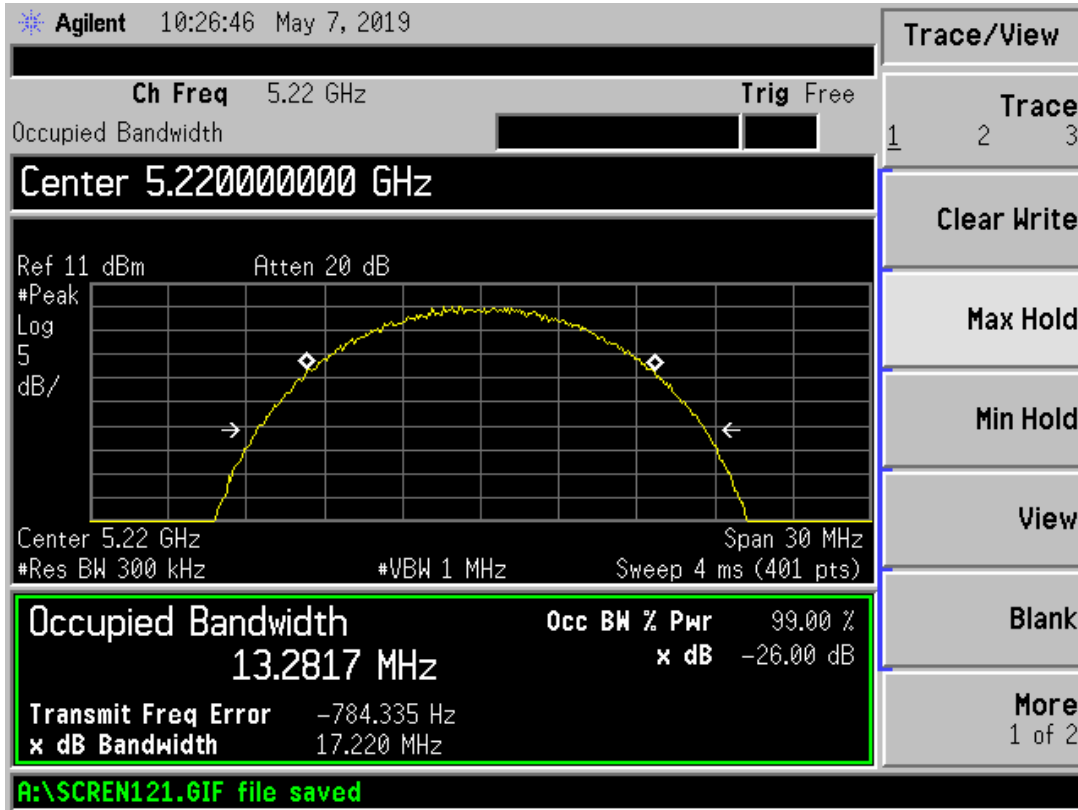 Agilent 10:26:46 May 7, 2019
Trace/View
Ch Freq 5.22 GHz Trig Free
Occupied Bandwidth
Trace
1 2 3
Center 5.220000000 GHz
Clear Write
Ref 11 dBm Atten 20 dB
#Peak
Log
5
dB/
Max Hold
Min Hold
View
Center 5.22 GHz Span 30 MHz
#Res BW 300 kHz #VBW 1 MHz Sweep 4 ms (401 pts)
Occupied Bandwidth Occ BW % Pwr 99.00 %
13.2817 MHz x dB -26.00 dB
Blank
Transmit Freq Error -784.335 Hz
x dB Bandwidth 17.220 MHz
More
1 of 2
A:\SCREN121.GIF file saved